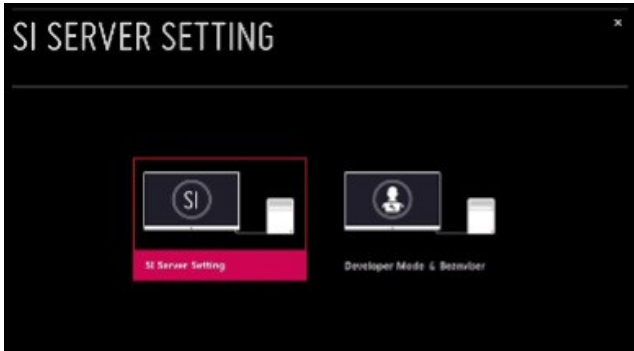 SI SERVER SETTING
×
SI
SI Server Setting
Developer Mode &